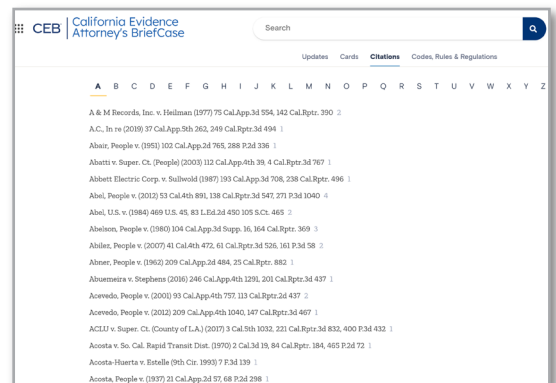 CEB California Evidence
Attorney's BriefCase
Search
Updates Cards Citations Codes, Rules & Regulations
A B C D E F G H I J K L M N O P Q R S T U V W X Y Z
A & M Records, Inc. v. Heilman (1977) 75 Cal.App.3d 554, 142 Cal.Rptr. 390 2
A.C., In re (2019) 37 Cal.App.5th 262, 249 Cal.Rptr.3d 494 1
Abair, People v. (1951) 102 Cal.App.2d 765, 288 P.2d 336 1
Abatti v. Super. Ct. (People) (2003) 112 Cal.App.4th 39, 4 Cal.Rptr.3d 767 1
Abbett Electric Corp. v. Sullwold (1987) 193 Cal.App.3d 708, 238 Cal.Rptr. 496 1
Abel, People v. (2012) 53 Cal.4th 891, 138 Cal.Rptr.3d 547, 271 P.3d 1040 4
Abel, U.S. v. (1984) 469 U.S. 45, 83 L.Ed.2d 450 105 S.Ct. 465 2
Abelson, People v. (1980) 104 Cal.App.3d Supp. 16, 164 Cal.Rptr. 369 3
Abilez, People v. (2007) 41 Cal.4th 472, 61 Cal.Rptr.3d 526, 161 P.3d 58 2
Abner, People v. (1962) 209 Cal.App.2d 484, 25 Cal.Rptr. 882 1
Abuemeira v. Stephens (2016) 246 Cal.App.4th 1291, 201 Cal.Rptr.3d 437 1
Acevedo, People v. (2001) 93 Cal.App.4th 757, 113 Cal.Rptr.2d 437 2
Acevedo, People v. (2012) 209 Cal.App.4th 1040, 147 Cal.Rptr.3d 467 1
ACLU v. Super. Ct. (County of L.A.) (2017) 3 Cal.5th 1032, 221 Cal.Rptr.3d 832, 400 P.3d 432 1
Acosta v. So. Cal. Rapid Transit Dist. (1970) 2 Cal.3d 19, 84 Cal.Rptr. 184, 465 P.2d 72 1
Acosta-Huerta v. Estelle (9th Cir. 1993) 7 F.3d 139 1
Acosta, People v. (1937) 21 Cal.App.2d 57, 68 P.2d 298 1